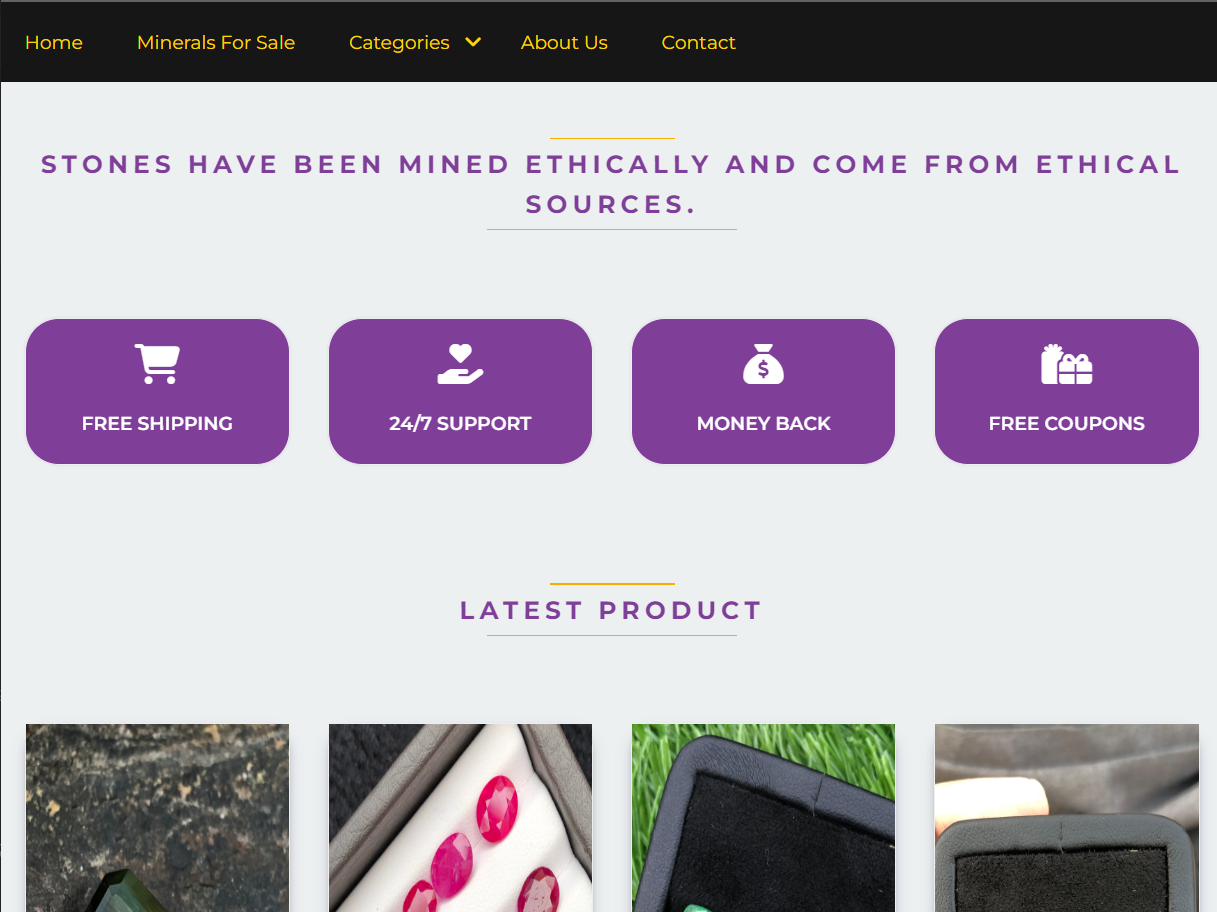 Home Minerals For Sale Categories About Us Contact
STONES HAVE BEEN MINED ETHICALLY AND COME FROM ETHICAL
SOURCES.
FREE SHIPPING 24/7 SUPPORT MONEY BACK FREE COUPONS
LATEST PRODUCT